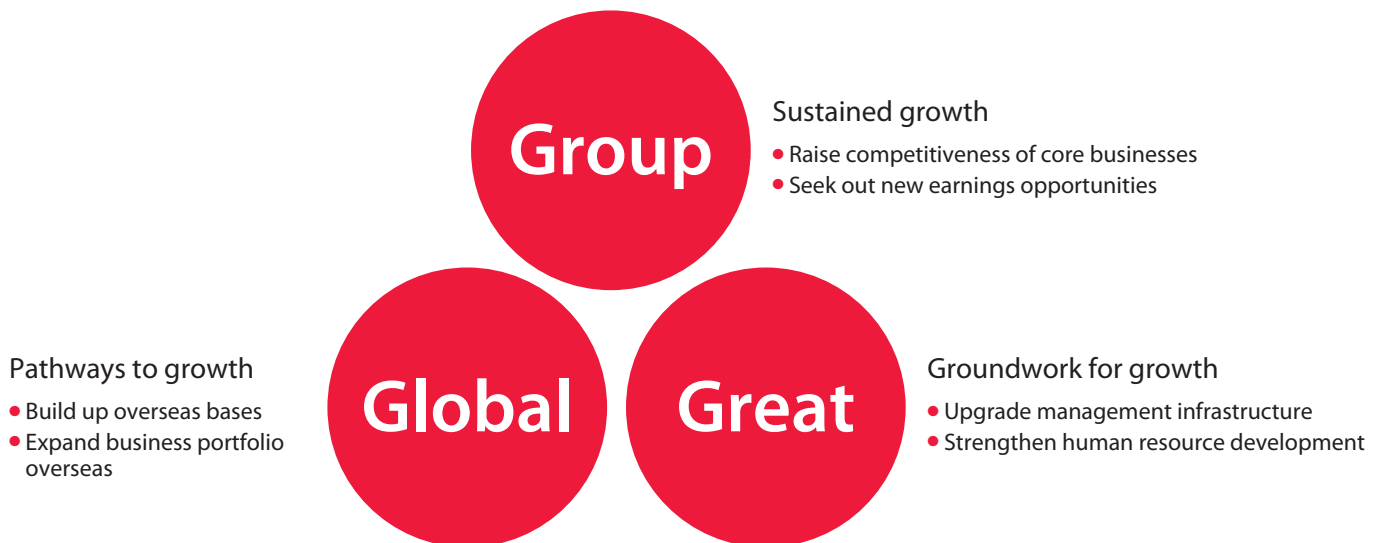 Group
Sustained growth
• Raise competitiveness of core businesses
• Seek out new earnings opportunities
Global
Pathways to growth
• Build up overseas bases
• Expand business portfolio
overseas
Great
Groundwork for growth
• Upgrade management infrastructure
• Strengthen human resource development